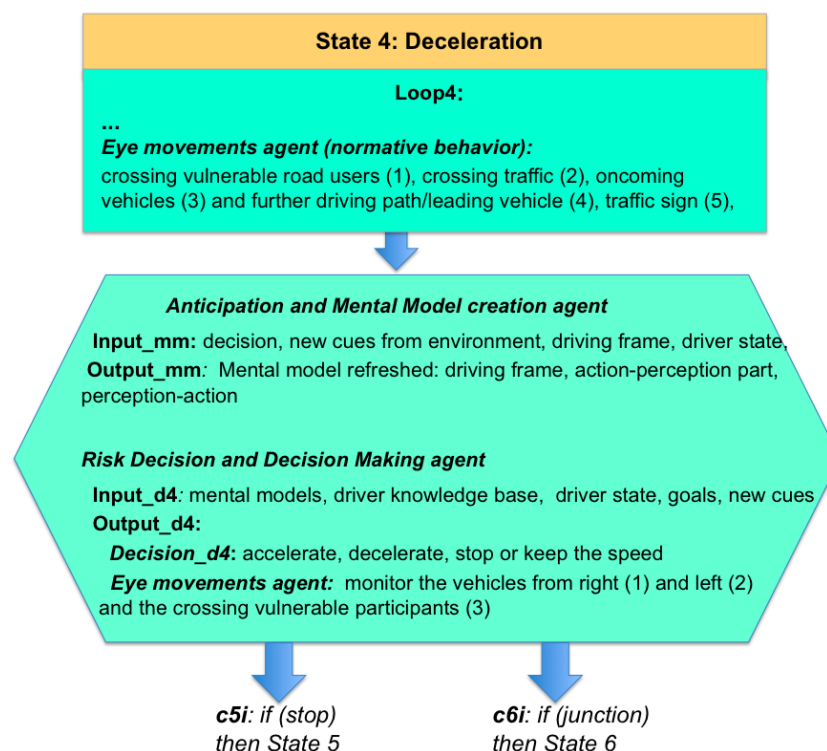 State 4: Deceleration
Loop4:
...
Eye movements agent (normative behavior):
crossing vulnerable road users (1), crossing traffic (2), oncoming
vehicles (3) and further driving path/leading vehicle (4), traffic sign (5),
Anticipation and Mental Model creation agent
Input_mm: decision, new cues from environment, driving frame, driver state,
Output_mm: Mental model refreshed: driving frame, action-perception part,
perception-action
Risk Decision and Decision Making agent
Input_d4: mental models, driver knowledge base, driver state, goals, new cues
Output_d4:
Decision_d4: accelerate, decelerate, stop or keep the speed
Eye movements agent: monitor the vehicles from right (1) and left (2)
and the crossing vulnerable participants (3)
c5i: if (stop)
then State 5
c6i: if (junction)
then State 6